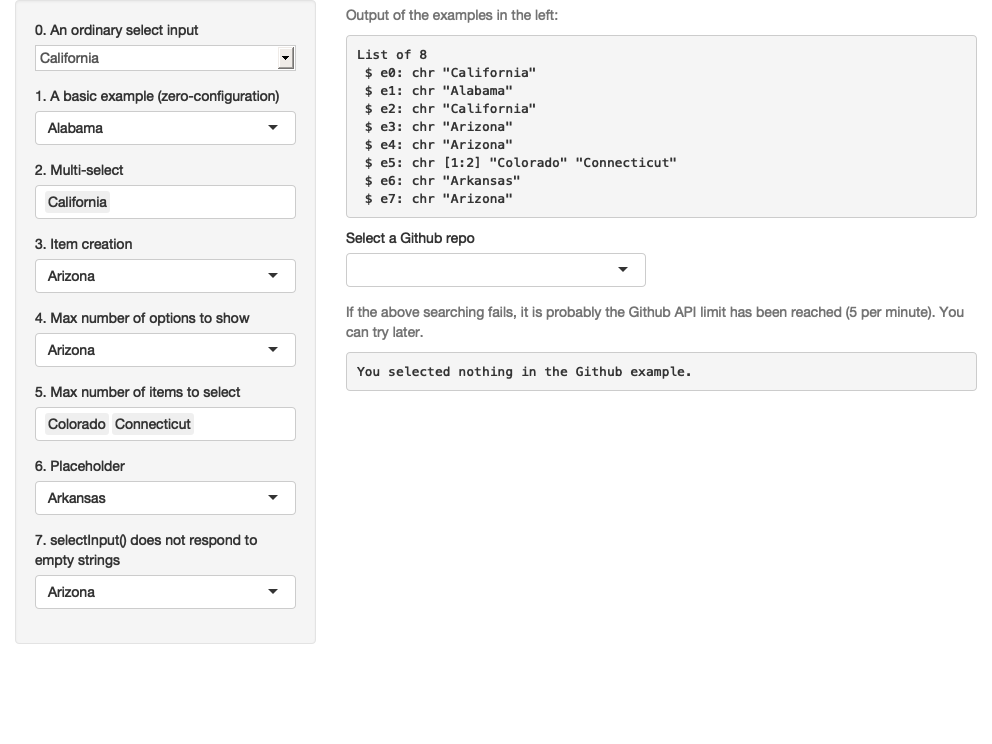 0. An ordinary select input
California
1. A basic example (zero-configuration)
Alabama
2. Multi-select
California
3. Item creation
Arizona
4. Max number of options to show
Arizona
5. Max number of items to select
Colorado Connecticut
6. Placeholder
Arkansas
7. selectInput() does not respond to
empty strings
Arizona
Output of the examples in the left:
List of 8
 $ e0: chr "California"
 $ e1: chr "Alabama"
 $ e2: chr "California"
 $ e3: chr "Arizona"
 $ e4: chr "Arizona"
 $ e5: chr [1:2] "Colorado" "Connecticut"
 $ e6: chr "Arkansas"
 $ e7: chr "Arizona"
Select a Github repo
If the above searching fails, it is probably the Github API limit has been reached (5 per minute). You
can try later.
You selected nothing in the Github example.